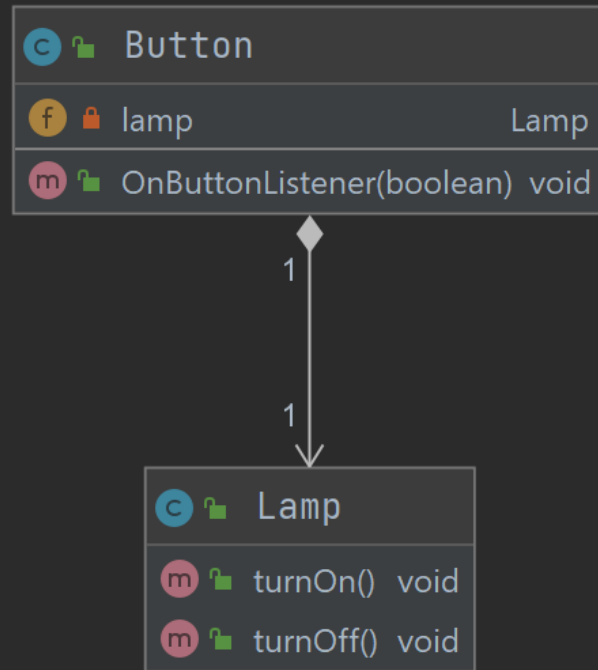 C Button
f lamp Lamp
m OnButtonListener(boolean) void
1
1
C Lamp
m turnOn() void
m turnOff() void